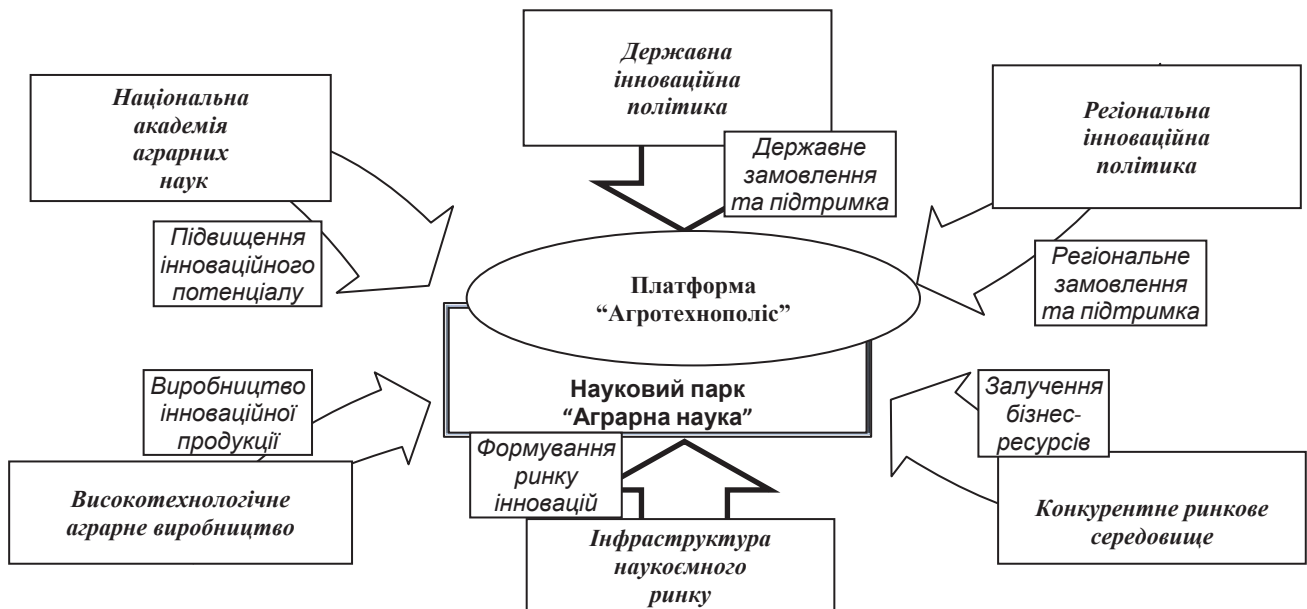 Державна
інноваційна
політика
Національна
академія
аграрних
наук
Регіональна
інноваційна
політика
Державне
замовлення
та підтримка
Підвищення
інноваційного
потенціалу
Регіональне
замовлення
та підтримка
Платформа
“Агротехнополіс”
Науковий парк
“Аграрна наука”
Виробництво
інноваційної
продукції
Залучення
бізнес-
ресурсів
Формування
ринку
інновацій
Високотехнологічне
аграрне виробництво
Конкурентне ринкове
середовище
Інфраструктура
наукоємного
ринку